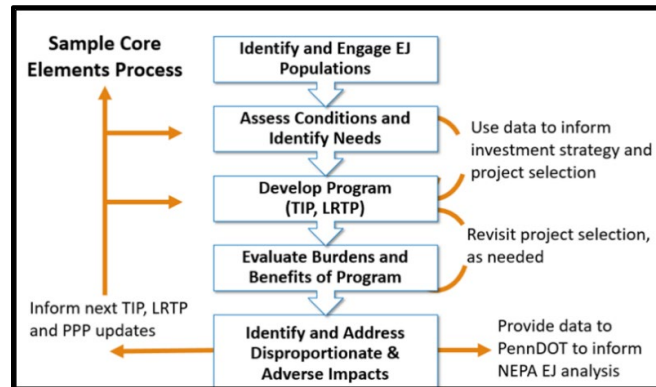 Sample Core
Elements Process
Identify and Engage EJ
Populations
Assess Conditions and
Identify Needs
Use data to inform
investment strategy and
project selection
Develop Program
(TIP, LRTP)
Revisit project selection,
as needed
Evaluate Burdens and
Benefits of Program
Inform next TIP, LRTP
and PPP updates
Identify and Address
Disproportionate &
Adverse Impacts
Provide data to
PennDOT to inform
NEPA EJ analysis